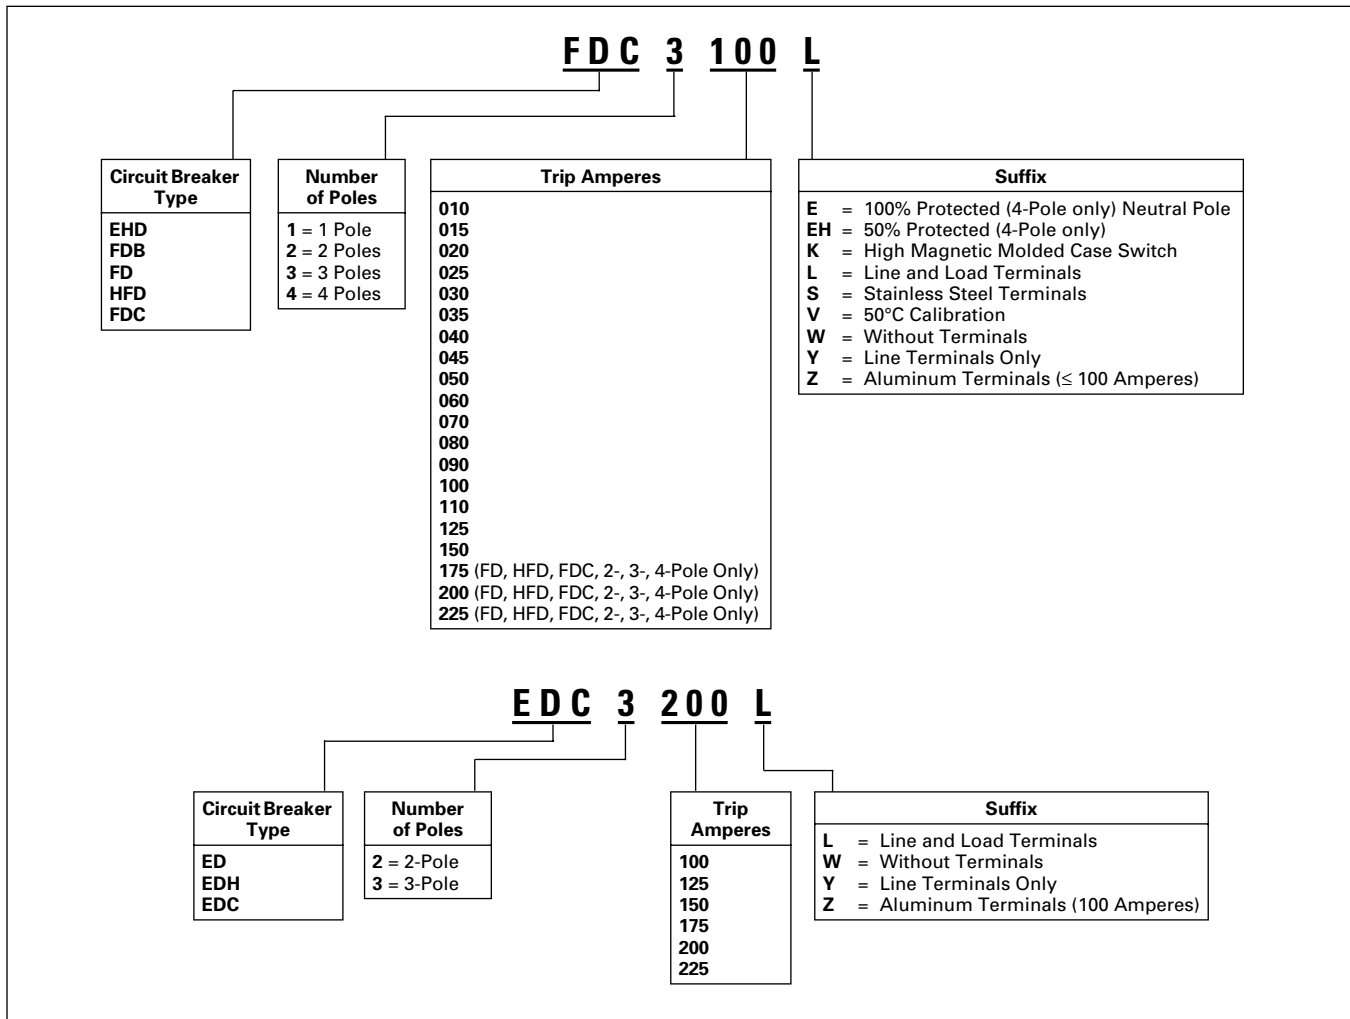 FDC 3 100 L
Circuit Breaker
Type
EHD
FDB
FD
HFD
FDC
Number
of Poles
1 = 1 Pole
2 = 2 Poles
3 = 3 Poles
4 = 4 Poles
Trip Amperes
010
015
020
025
030
035
040
045
050
060
070
080
090
100
110
125
150
175 (FD, HFD, FDC, 2-, 3-, 4-Pole Only)
200 (FD, HFD, FDC, 2-, 3-, 4-Pole Only)
225 (FD, HFD, FDC, 2-, 3-, 4-Pole Only)
Suffix
E = 100% Protected (4-Pole only) Neutral Pole
EH = 50% Protected (4-Pole only)
K = High Magnetic Molded Case Switch
L = Line and Load Terminals
S = Stainless Steel Terminals
V = 50°C Calibration
W = Without Terminals
Y = Line Terminals Only
Z = Aluminum Terminals (≤ 100 Amperes)
EDC 3 200 L
Circuit Breaker
Type
ED
EDH
EDC
Number
of Poles
2 = 2-Pole
3 = 3-Pole
Trip
Amperes
100
125
150
175
200
225
Suffix
L = Line and Load Terminals
W = Without Terminals
Y = Line Terminals Only
Z = Aluminum Terminals (100 Amperes)